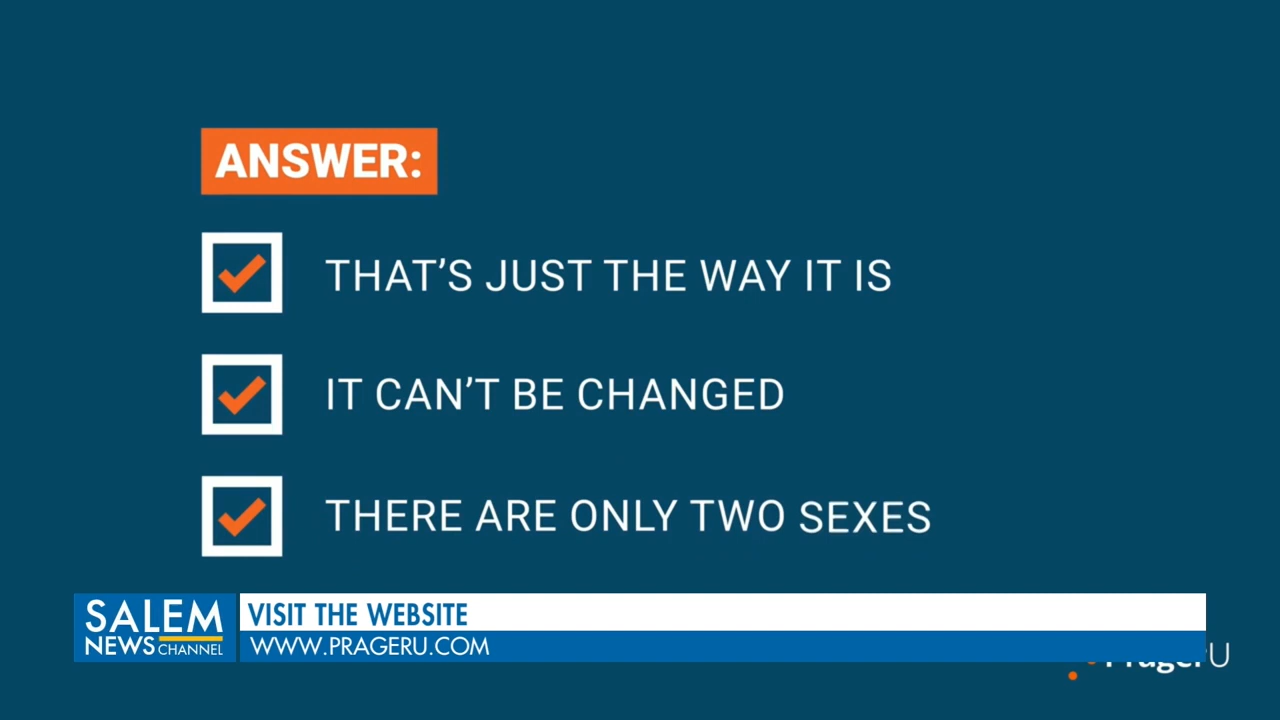 ANSWER:
THAT'S JUST THE WAY IT IS
IT CAN'T BE CHANGED
THERE ARE ONLY TWO SEXES
SALEM
NEWS CHANNEL
VISIT THE WEBSITE
WWW.PRAGERU.COM
PragerU